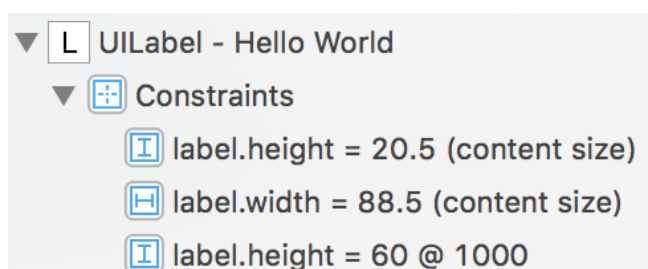 L UILabel - Hello World
Constraints
label.height = 20.5 (content size)
label.width = 88.5 (content size)
label.height = 60 @ 1000